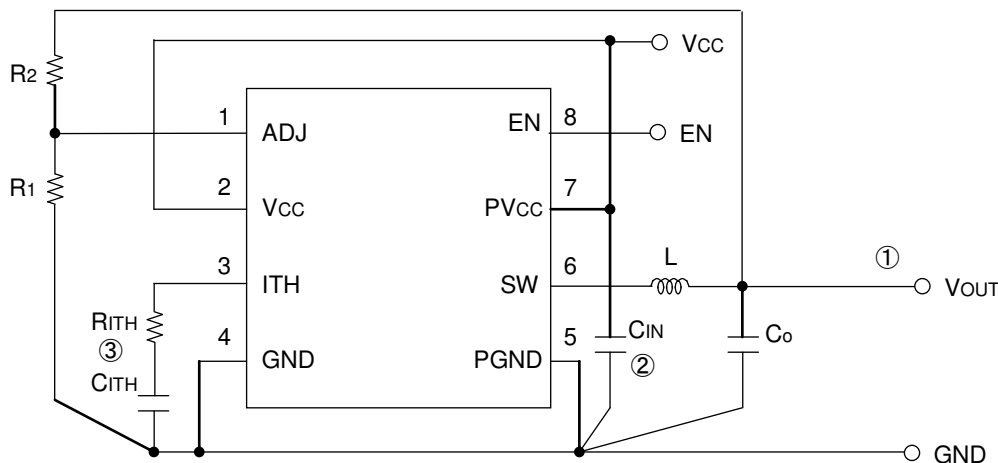 VCC
R2
1
ADJ
EN
8
EN
R1
2
VCC
7
PVCC
L
①
3
ITH
6
SW
VOUT
RITH
③
CITH
4
GND
5
PGND
CIN
②
Co
GND